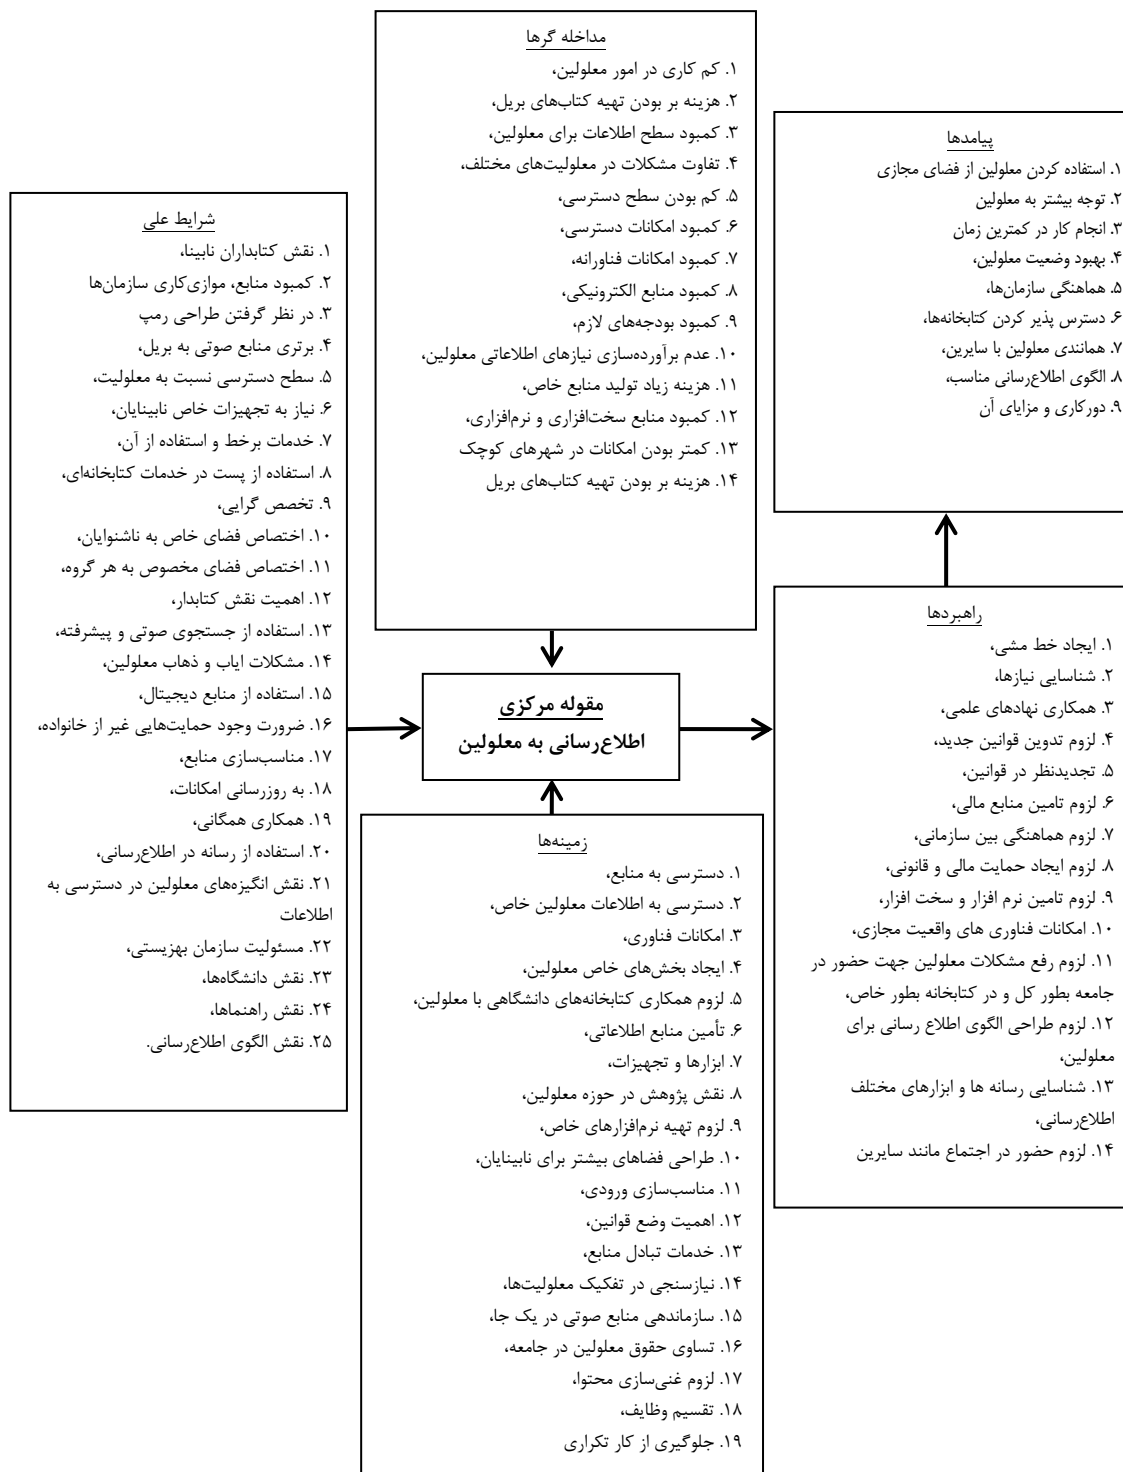 مداخله گرها
۱. کم کاری در امور معلولین،
۲. هزینه بر بودن تهیه کتاب‌های بریل،
۳. کمبود سطح اطلاعات برای معلولین،
۴. تفاوت مشکلات در معلولیت‌های مختلف،
۵. کم بودن سطح دسترسی،
۶. کمبود امکانات دسترسی،
۷. کمبود امکانات فناورانه،
۸. کمبود منابع الکترونیکی،
۹. کمبود بودجه‌های لازم،
۱۰. عدم برآورده‌سازی نیازهای اطلاعاتی معلولین،
۱۱. هزینه زیاد تولید منابع خاص،
۱۲. کمبود منابع سخت‌افزاری و نرم‌افزاری،
۱۳. کمتر بودن امکانات در شهرهای کوچک
۱۴. هزینه بر بودن تهیه کتاب‌های بریل
پیامدها
۱. استفاده کردن معلولین از فضای مجازی
۲. توجه بیشتر به معلولین
۳. انجام کار در کمترین زمان
۴. بهبود وضعیت معلولین،
۵. هماهنگی سازمان‌ها،
۶. دسترس پذیر کردن کتابخانه‌ها،
۷. همانندی معلولین با سایرین،
۸. الگوی اطلاع‌رسانی مناسب،
۹. دورکاری و مزایای آن
شرایط علی
۱. نقش کتابداران نابینا،
۲. کمبود منابع، موازی‌کاری سازمان‌ها
۳. در نظر گرفتن طراحی رمپ
۴. برتری منابع صوتی به بریل،
۵. سطح دسترسی نسبت به معلولیت،
۶. نیاز به تجهیزات خاص نابینایان،
۷. خدمات برخط و استفاده از آن،
۸. استفاده از پست در خدمات کتابخانه‌ای،
۹. تخصص گرایی،
۱۰. اختصاص فضای خاص به ناشنوایان،
۱۱. اختصاص فضای مخصوص به هر گروه،
۱۲. اهمیت نقش کتابدار،
۱۳. استفاده از جستجوی صوتی و پیشرفته،
۱۴. مشکلات ایاب و ذهاب معلولین،
۱۵. استفاده از منابع دیجیتال،
۱۶. ضرورت وجود حمایت‌هایی غیر از خانواده،
۱۷. مناسب‌سازی منابع،
۱۸. به روزرسانی امکانات،
۱۹. همکاری همگانی،
۲۰. استفاده از رسانه در اطلاع‌رسانی،
۲۱. نقش انگیزه‌های معلولین در دسترسی به
اطلاعات
۲۲. مسئولیت سازمان بهزیستی،
۲۳. نقش دانشگاه‌ها،
۲۴. نقش راهنماها،
۲۵. نقش الگوی اطلاع‌رسانی.
مقوله مرکزی
اطلاع‌رسانی به معلولین
راهبردها
۱. ایجاد خط مشی،
۲. شناسایی نیازها،
۳. همکاری نهادهای علمی،
۴. لزوم تدوین قوانین جدید،
۵. تجدیدنظر در قوانین،
۶. لزوم تامین منابع مالی،
۷. لزوم هماهنگی بین سازمانی،
۸. لزوم ایجاد حمایت مالی و قانونی،
۹. لزوم تامین نرم افزار و سخت افزار،
۱۰. امکانات فناوری های واقعیت مجازی،
۱۱. لزوم رفع مشکلات معلولین جهت حضور در
جامعه بطور کل و در کتابخانه بطور خاص،
۱۲. لزوم طراحی الگوی اطلاع رسانی برای
معلولین،
۱۳. شناسایی رسانه ها و ابزارهای مختلف
اطلاع‌رسانی،
۱۴. لزوم حضور در اجتماع مانند سایرین
زمینه‌ها
۱. دسترسی به منابع،
۲. دسترسی به اطلاعات معلولین خاص،
۳. امکانات فناوری،
۴. ایجاد بخش‌های خاص معلولین،
۵. لزوم همکاری کتابخانه‌های دانشگاهی با معلولین،
۶. تأمین منابع اطلاعاتی،
۷. ابزارها و تجهیزات،
۸. نقش پژوهش در حوزه معلولین،
۹. لزوم تهیه نرم‌افزارهای خاص،
۱۰. طراحی فضاهای بیشتر برای نابینایان،
۱۱. مناسب‌سازی ورودی،
۱۲. اهمیت وضع قوانین،
۱۳. خدمات تبادل منابع،
۱۴. نیازسنجی در تفکیک معلولیت‌ها،
۱۵. سازماندهی منابع صوتی در یک جا،
۱۶. تساوی حقوق معلولین در جامعه،
۱۷. لزوم غنی‌سازی محتوا،
۱۸. تقسیم وظایف،
۱۹. جلوگیری از کار تکراری